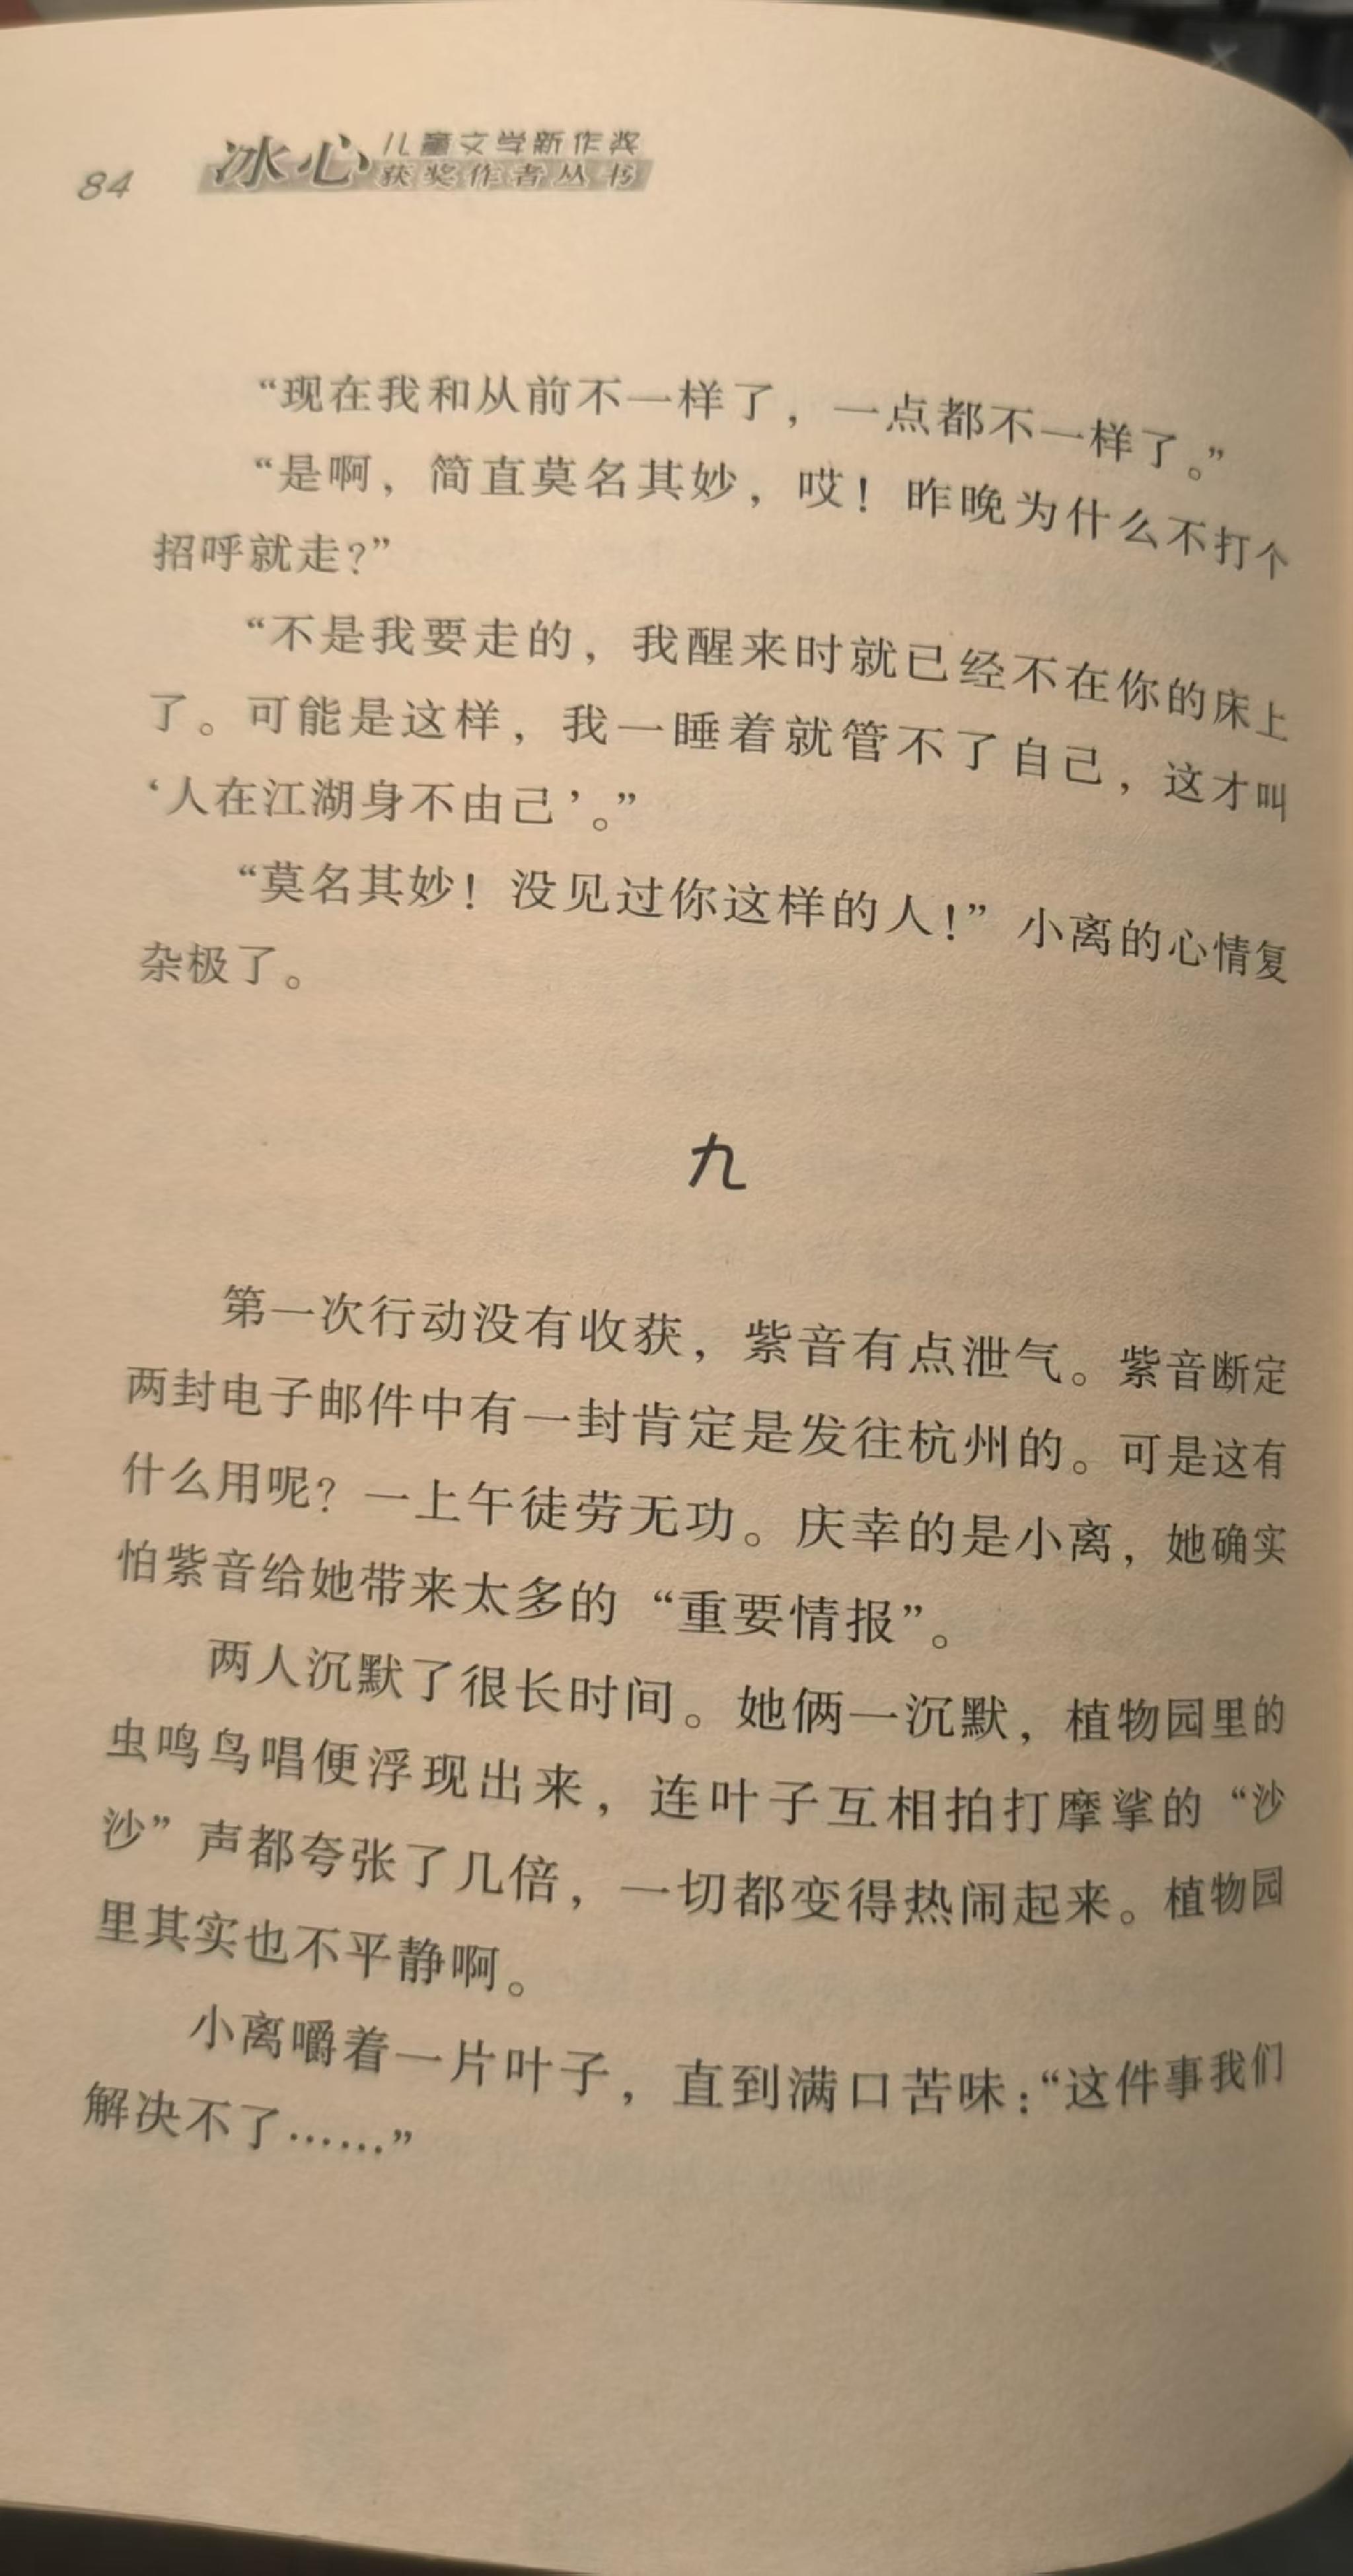 84
冰心 儿童文学新作奖
获奖作者丛书
“现在我和从前不一样了，一点都不一样了。”
“是啊，简直莫名其妙，哎！昨晚为什么不打个
招呼就走?”
“不是我要走的，我醒来时就已经不在你的床上
了。可能是这样，我一睡着就管不了自己，这才叫
‘人在江湖身不由己’。”
“莫名其妙！没见过你这样的人！”小离的心情复
杂极了。
九
第一次行动没有收获，紫音有点泄气。紫音断定
两封电子邮件中有一封肯定是发往杭州的。可是这有
什么用呢？一上午徒劳无功。庆幸的是小离，她确实
怕紫音给她带来太多的“重要情报”。
两人沉默了很长时间。她俩一沉默，植物园里的
虫鸣鸟唱便浮现出来，连叶子互相拍打摩挲的“沙
沙”声都夸张了几倍，一切都变得热闹起来。植物园
里其实也不平静啊。
小离嚼着一片叶子，直到满口苦味：“这件事我们
解决不了……”